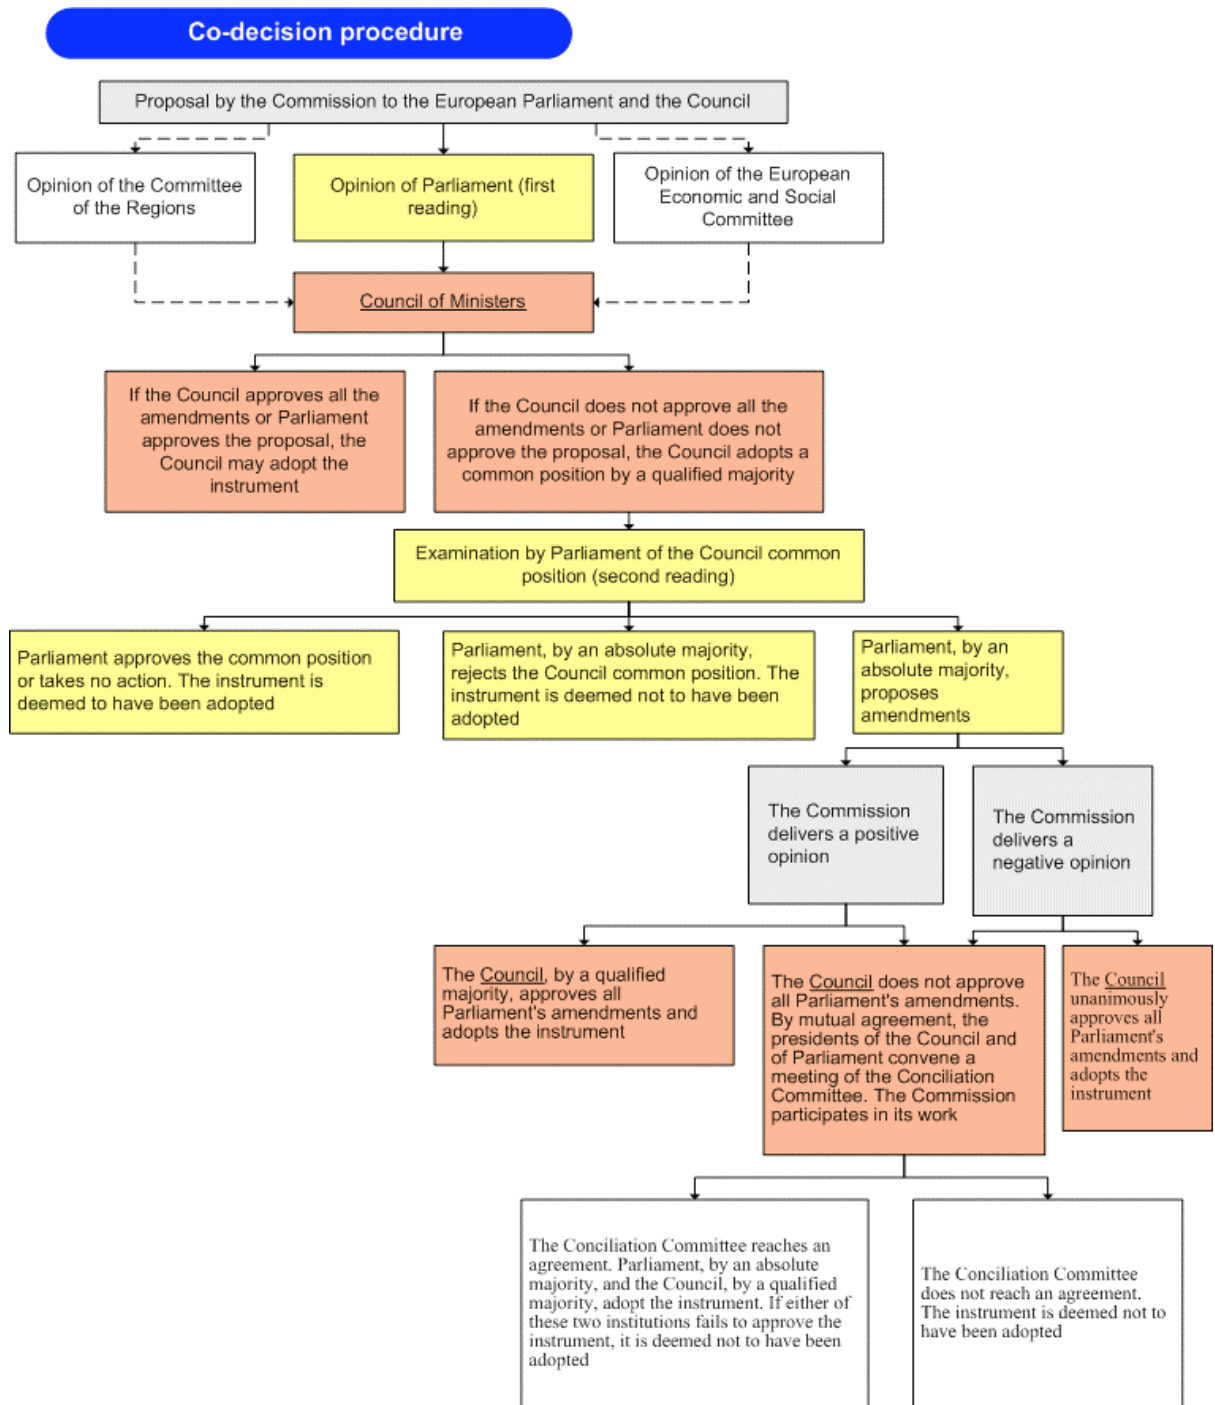 Co-decision procedure
Proposal by the Commission to the European Parliament and the Council
Opinion of the Committee
of the Regions
Opinion of Parliament (first
reading)
Opinion of the European
Economic and Social
Committee
Council of Ministers
If the Council approves all the
amendments or Parliament
approves the proposal, the
Council may adopt the
instrument
If the Council does not approve all the
amendments or Parliament does not
approve the proposal, the Council adopts a
common position by a qualified majority
Examination by Parliament of the Council common
position (second reading)
Parliament approves the common position
or takes no action. The instrument is
deemed to have been adopted
Parliament, by an absolute majority,
rejects the Council common position. The
instrument is deemed not to have been
adopted
Parliament, by an
absolute majority,
proposes
amendments
The Commission
delivers a positive
opinion
The Commission
delivers a
negative opinion
The Council, by a qualified
majority, approves all
Parliament's amendments and
adopts the instrument
The Council does not approve
all Parliament's amendments.
By mutual agreement, the
presidents of the Council and
of Parliament convene a
meeting of the Conciliation
Committee. The Commission
participates in its work
The Council
unanimously
approves all
Parliament's
amendments and
adopts the
instrument
The Conciliation Committee reaches an
agreement. Parliament, by an absolute
majority, and the Council, by a qualified
majority, adopt the instrument. If either of
these two institutions fails to approve the
instrument, it is deemed not to have been
adopted
The Conciliation Committee
does not reach an agreement.
The instrument is deemed not to
have been adopted